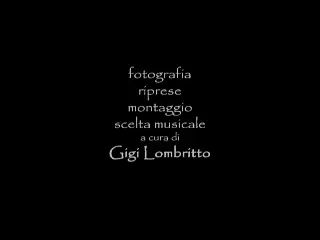 fotografia
riprese
montaggio
scelta musicale
a cura di
Gigi Lombritto